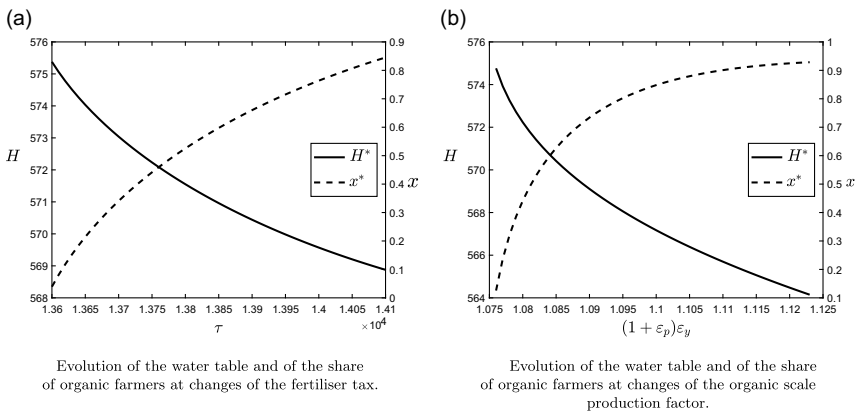 (a)
576
575
574
573
572
571
570
569
568
H
0.9
0.8
0.7
0.6
0.5
0.4
0.3
0.2
0.1
0
x
H*
x*
1.36 1.365 1.37 1.375 1.38 1.385 1.39 1.395 1.4 1.405 1.41
×10⁴
τ
Evolution of the water table and of the share
of organic farmers at changes of the fertiliser tax.
(b)
576
574
572
570
568
566
564
H
1
0.9
0.8
0.7
0.6
0.5
0.4
0.3
0.2
0.1
x
H*
x*
1.075 1.08 1.085 1.09 1.095 1.1 1.105 1.11 1.115 1.12 1.125
(1 + εₚ)εᵧ
Evolution of the water table and of the share
of organic farmers at changes of the organic scale
production factor.